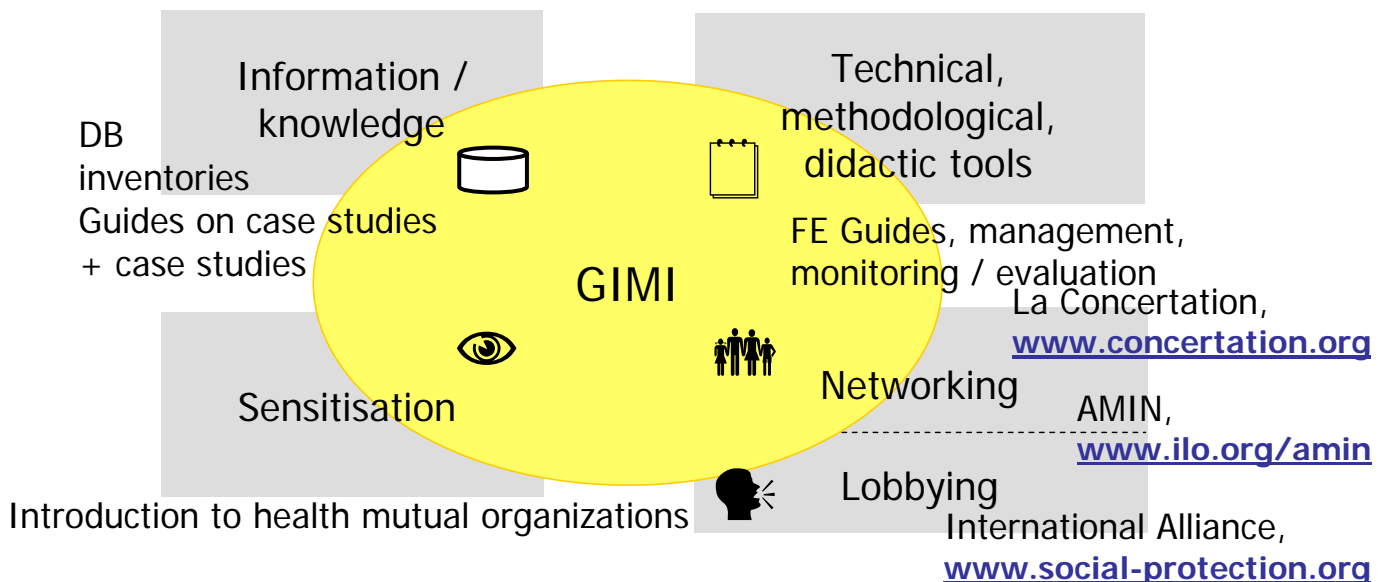 Information /
knowledge
DB
inventories
Guides on case studies
+ case studies
Technical,
methodological,
didactic tools
FE Guides, management,
monitoring / evaluation
GIMI
La Concertation,
www.concertation.org
Sensitisation
Networking
AMIN,
www.ilo.org/amin
Introduction to health mutual organizations
Lobbying
International Alliance,
www.social-protection.org